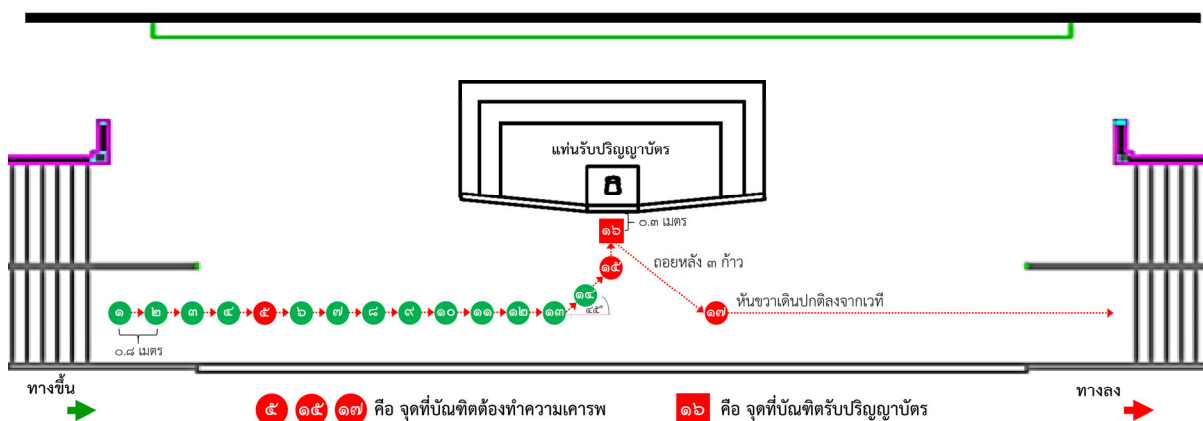 แท่นรับปริญญาบัตร
๑๖
๐.๓ เมตร
๑๕
ถอยหลัง ๓ ก้าว
๑๔
หันขวาเดินปกติลงจากเวที
๑ ๒ ๓ ๔ ๕ ๖ ๗ ๘ ๙ ๑๐ ๑๑ ๑๒ ๑๓ ๔๕° ๑๗
๐.๘ เมตร
ทางขึ้น
ทางลง
๕ ๑๕ ๑๗ คือ จุดที่บัณฑิตต้องทำความเคารพ
๑๖ คือ จุดที่บัณฑิตรับปริญญาบัตร